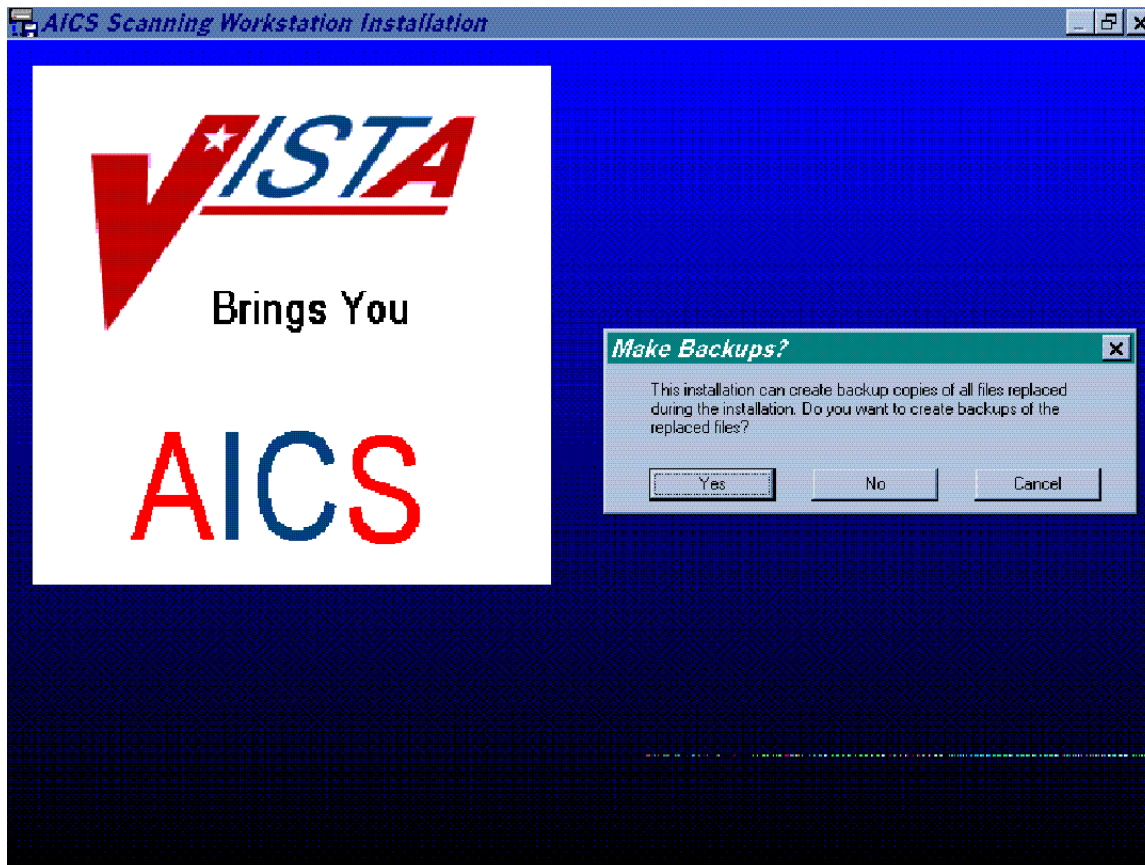 AICS Scanning Workstation Installation
VISTA
Brings You
AICS
Make Backups?
This installation can create backup copies of all files replaced
during the installation. Do you want to create backups of the
replaced files?
Yes No Cancel